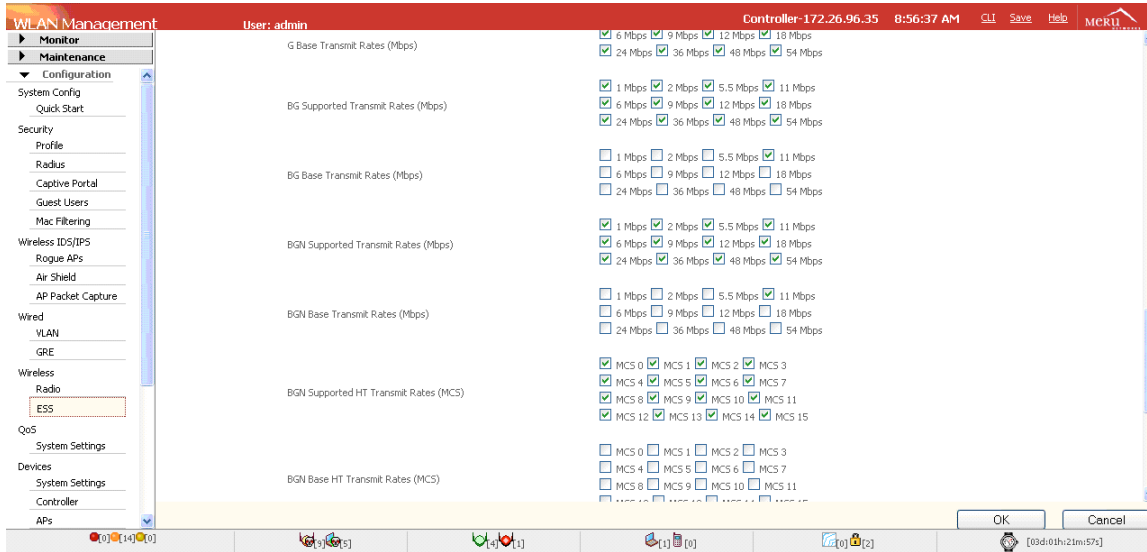 WLAN Management
User: admin
Controller-172.26.96.35 8:56:37 AM CLI Save Help MERU
NETWORKS
Monitor
Maintenance
Configuration
System Config
Quick Start
Security
Profile
Radius
Captive Portal
Guest Users
Mac Filtering
Wireless IDS/IPS
Rogue APs
Air Shield
AP Packet Capture
Wired
VLAN
GRE
Wireless
Radio
ESS
QoS
System Settings
Devices
System Settings
Controller
APs
G Base Transmit Rates (Mbps)
6 Mbps 9 Mbps 12 Mbps 18 Mbps
24 Mbps 36 Mbps 48 Mbps 54 Mbps
BG Supported Transmit Rates (Mbps)
1 Mbps 2 Mbps 5.5 Mbps 11 Mbps
6 Mbps 9 Mbps 12 Mbps 18 Mbps
24 Mbps 36 Mbps 48 Mbps 54 Mbps
BG Base Transmit Rates (Mbps)
1 Mbps 2 Mbps 5.5 Mbps 11 Mbps
6 Mbps 9 Mbps 12 Mbps 18 Mbps
24 Mbps 36 Mbps 48 Mbps 54 Mbps
BGN Supported Transmit Rates (Mbps)
1 Mbps 2 Mbps 5.5 Mbps 11 Mbps
6 Mbps 9 Mbps 12 Mbps 18 Mbps
24 Mbps 36 Mbps 48 Mbps 54 Mbps
BGN Base Transmit Rates (Mbps)
1 Mbps 2 Mbps 5.5 Mbps 11 Mbps
6 Mbps 9 Mbps 12 Mbps 18 Mbps
24 Mbps 36 Mbps 48 Mbps 54 Mbps
BGN Supported HT Transmit Rates (MCS)
MCS 0 MCS 1 MCS 2 MCS 3
MCS 4 MCS 5 MCS 6 MCS 7
MCS 8 MCS 9 MCS 10 MCS 11
MCS 12 MCS 13 MCS 14 MCS 15
BGN Base HT Transmit Rates (MCS)
MCS 0 MCS 1 MCS 2 MCS 3
MCS 4 MCS 5 MCS 6 MCS 7
MCS 8 MCS 9 MCS 10 MCS 11
OK Cancel
[0] [14] [0] [9] [5] [4] [1] [1] [0] [0] [2] [03d:01h:21m:57s]